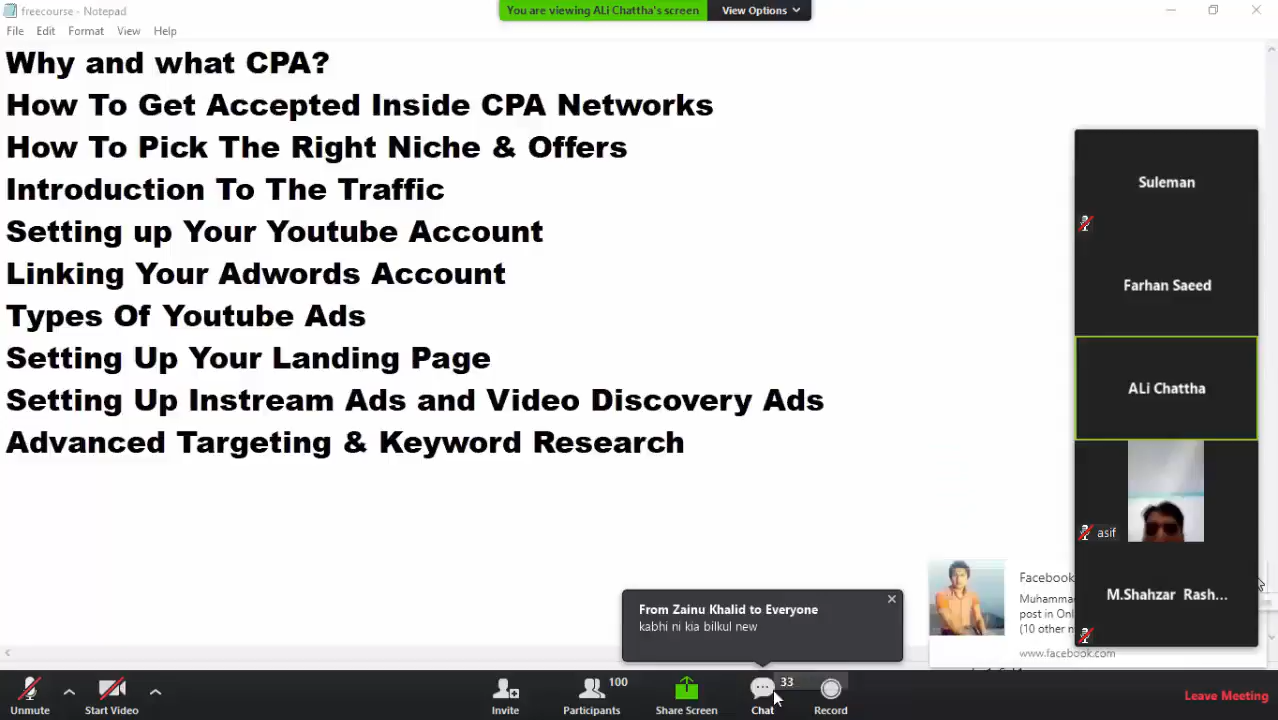 freecourse - Notepad
You are viewing ALi Chattha's screen
View Options
File Edit Format View Help
Why and what CPA?
How To Get Accepted Inside CPA Networks
How To Pick The Right Niche & Offers
Introduction To The Traffic
Setting up Your Youtube Account
Linking Your Adwords Account
Types Of Youtube Ads
Setting Up Your Landing Page
Setting Up Instream Ads and Video Discovery Ads
Advanced Targeting & Keyword Research
Suleman
Farhan Saeed
ALi Chattha
asif
M.Shahzar Rash...
Facebook
post in Onl
(10 other n
www.facebook.com
From Zainu Khalid to Everyone
kabhi ni kia bilkul new
Unmute
Start Video
Invite
100
Participants
Share Screen
33
Chat
Record
Leave Meeting